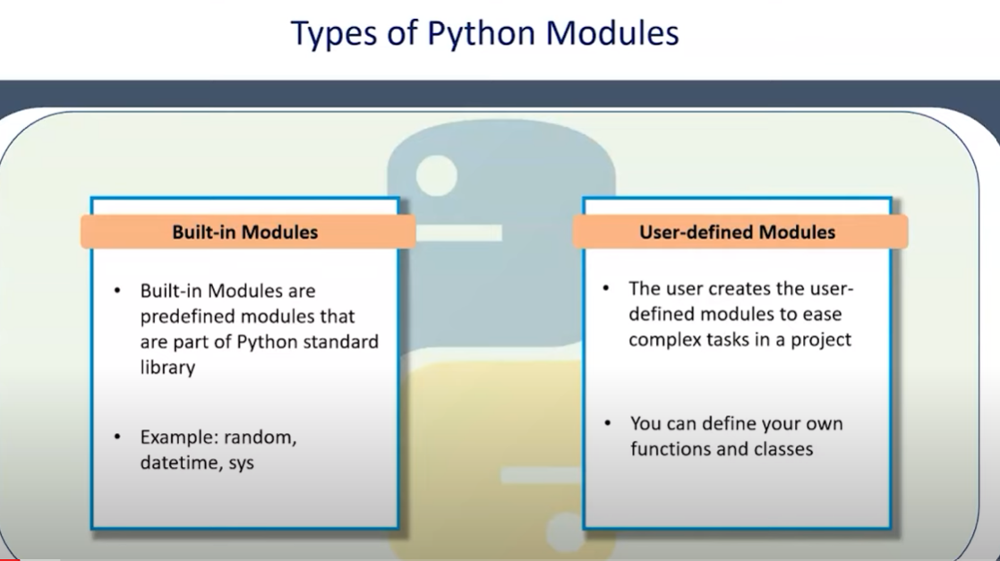 Types of Python Modules
Built-in Modules
• Built-in Modules are
predefined modules that
are part of Python standard
library
• Example: random,
datetime, sys
User-defined Modules
• The user creates the user-
defined modules to ease
complex tasks in a project
• You can define your own
functions and classes